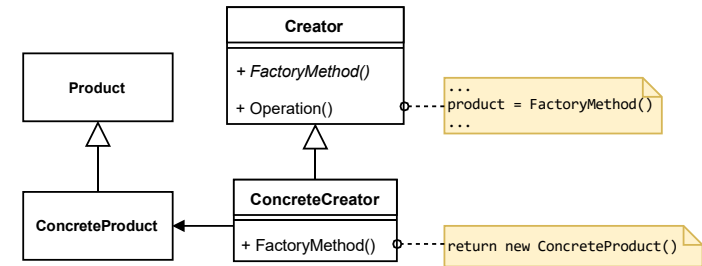 Creator
+ FactoryMethod()
+ Operation()
Product
...
product = FactoryMethod()
...
ConcreteProduct
ConcreteCreator
+ FactoryMethod()
return new ConcreteProduct()